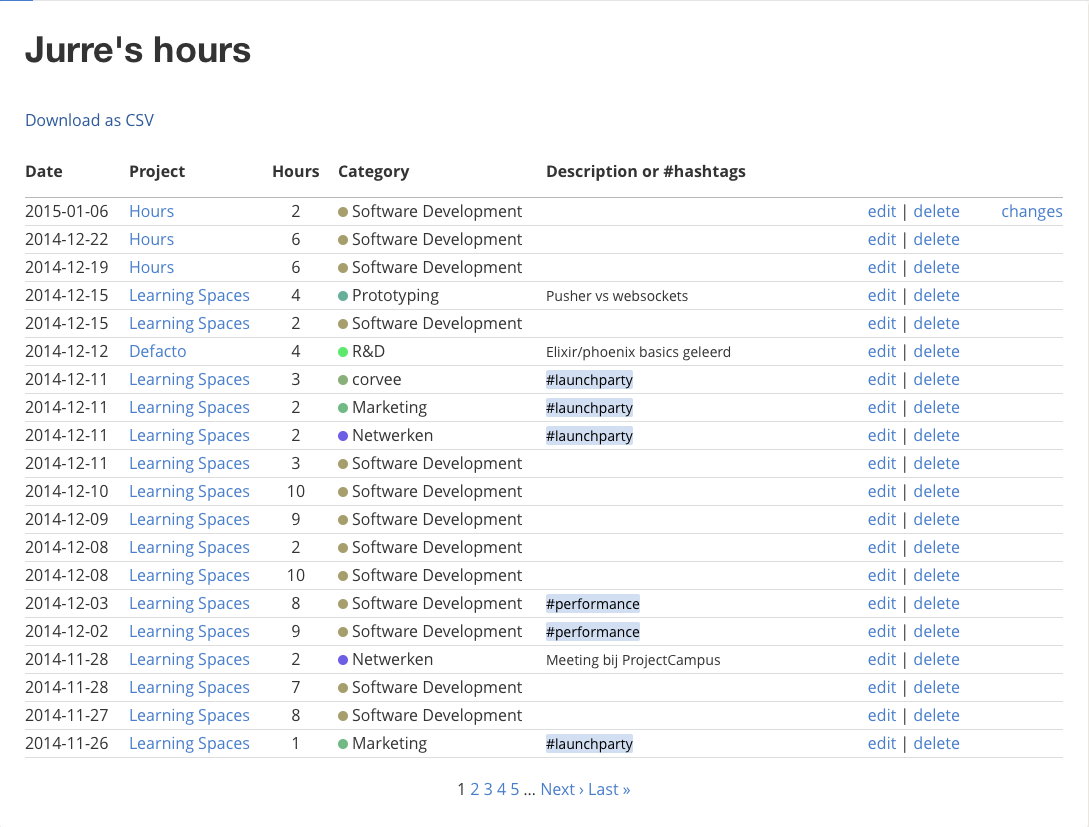 Jurre's hours
Download as CSV
Date Project Hours Category Description or #hashtags
2015-01-06 Hours 2 Software Development edit | delete changes
2014-12-22 Hours 6 Software Development edit | delete
2014-12-19 Hours 6 Software Development edit | delete
2014-12-15 Learning Spaces 4 Prototyping Pusher vs websockets edit | delete
2014-12-15 Learning Spaces 2 Software Development edit | delete
2014-12-12 Defacto 4 R&D Elixir/phoenix basics geleerd edit | delete
2014-12-11 Learning Spaces 3 corvee #launchparty edit | delete
2014-12-11 Learning Spaces 2 Marketing #launchparty edit | delete
2014-12-11 Learning Spaces 2 Netwerken #launchparty edit | delete
2014-12-11 Learning Spaces 3 Software Development edit | delete
2014-12-10 Learning Spaces 10 Software Development edit | delete
2014-12-09 Learning Spaces 9 Software Development edit | delete
2014-12-08 Learning Spaces 2 Software Development edit | delete
2014-12-08 Learning Spaces 10 Software Development edit | delete
2014-12-03 Learning Spaces 8 Software Development #performance edit | delete
2014-12-02 Learning Spaces 9 Software Development #performance edit | delete
2014-11-28 Learning Spaces 2 Netwerken Meeting bij ProjectCampus edit | delete
2014-11-28 Learning Spaces 7 Software Development edit | delete
2014-11-27 Learning Spaces 8 Software Development edit | delete
2014-11-26 Learning Spaces 1 Marketing #launchparty edit | delete
1 2 3 4 5 ... Next › Last »